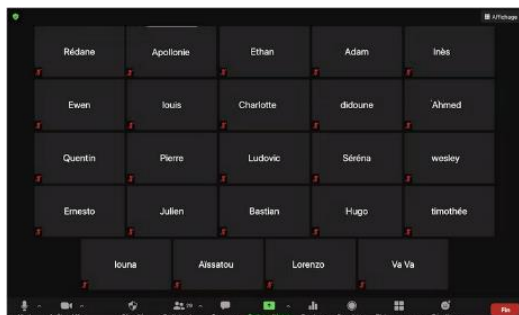 Affichage
Rédane Apollonie Ethan Adam Inès
Ewen louis Charlotte didoune 'Ahmed
Quentin Pierre Ludovic Séréna wesley
Ernesto Julien Bastian Hugo timothée
louna Aïssatou Lorenzo Va Va
Fin